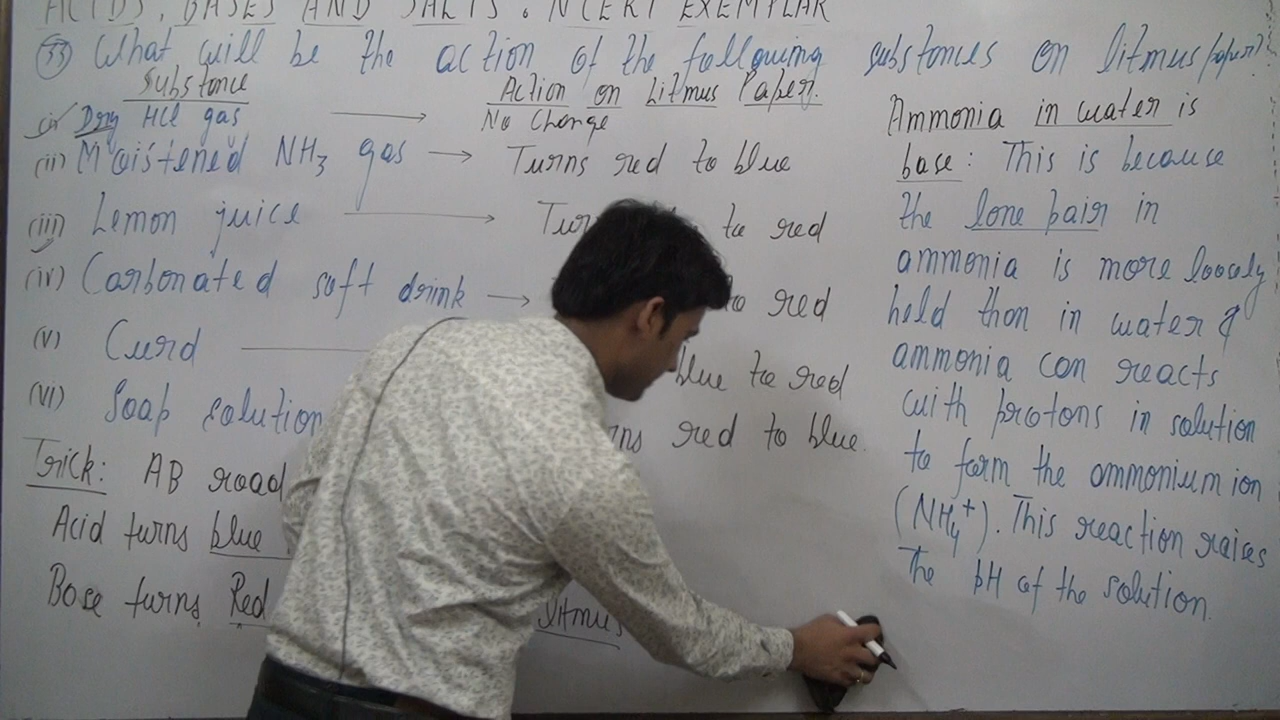 ACIDS, BASES AND SALTS : NCERT EXEMPLAR
33 What will be the action of the following substances on litmus paper?
Substance
Action on Litmus Paper.
(i) Dry HCl gas → No Change
(ii) Moistened NH3 gas → Turns red to blue
(iii) Lemon juice → to red
(iv) Carbonated soft drink → red
(v) Curd blue to red
(vi) Soap solution red to blue.
Trick: AB road
Acid turns blue
Base turns Red litmus
Ammonia in water is
base: This is because
the lone pair in
ammonia is more loosely
held than in water &
ammonia can reacts
with protons in solution
to form the ammonium ion
(NH4+). This reaction raises
the pH of the solution.